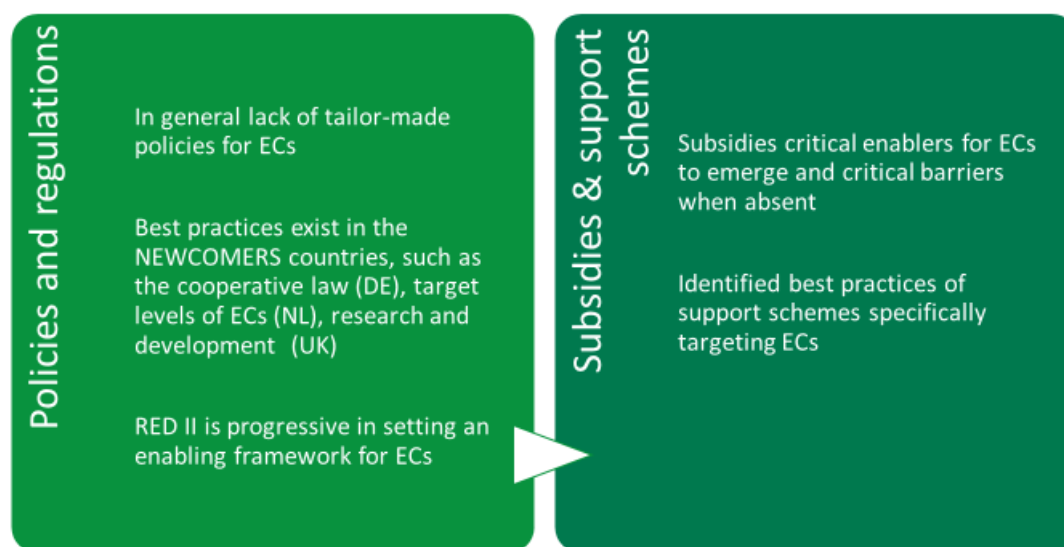 Policies and regulations
In general lack of tailor-made
policies for ECs
Best practices exist in the
NEWCOMERS countries, such as
the cooperative law (DE), target
levels of ECs (NL), research and
development (UK)
RED II is progressive in setting an
enabling framework for ECs
Subsidies & support
schemes
Subsidies critical enablers for ECs
to emerge and critical barriers
when absent
Identified best practices of
support schemes specifically
targeting ECs